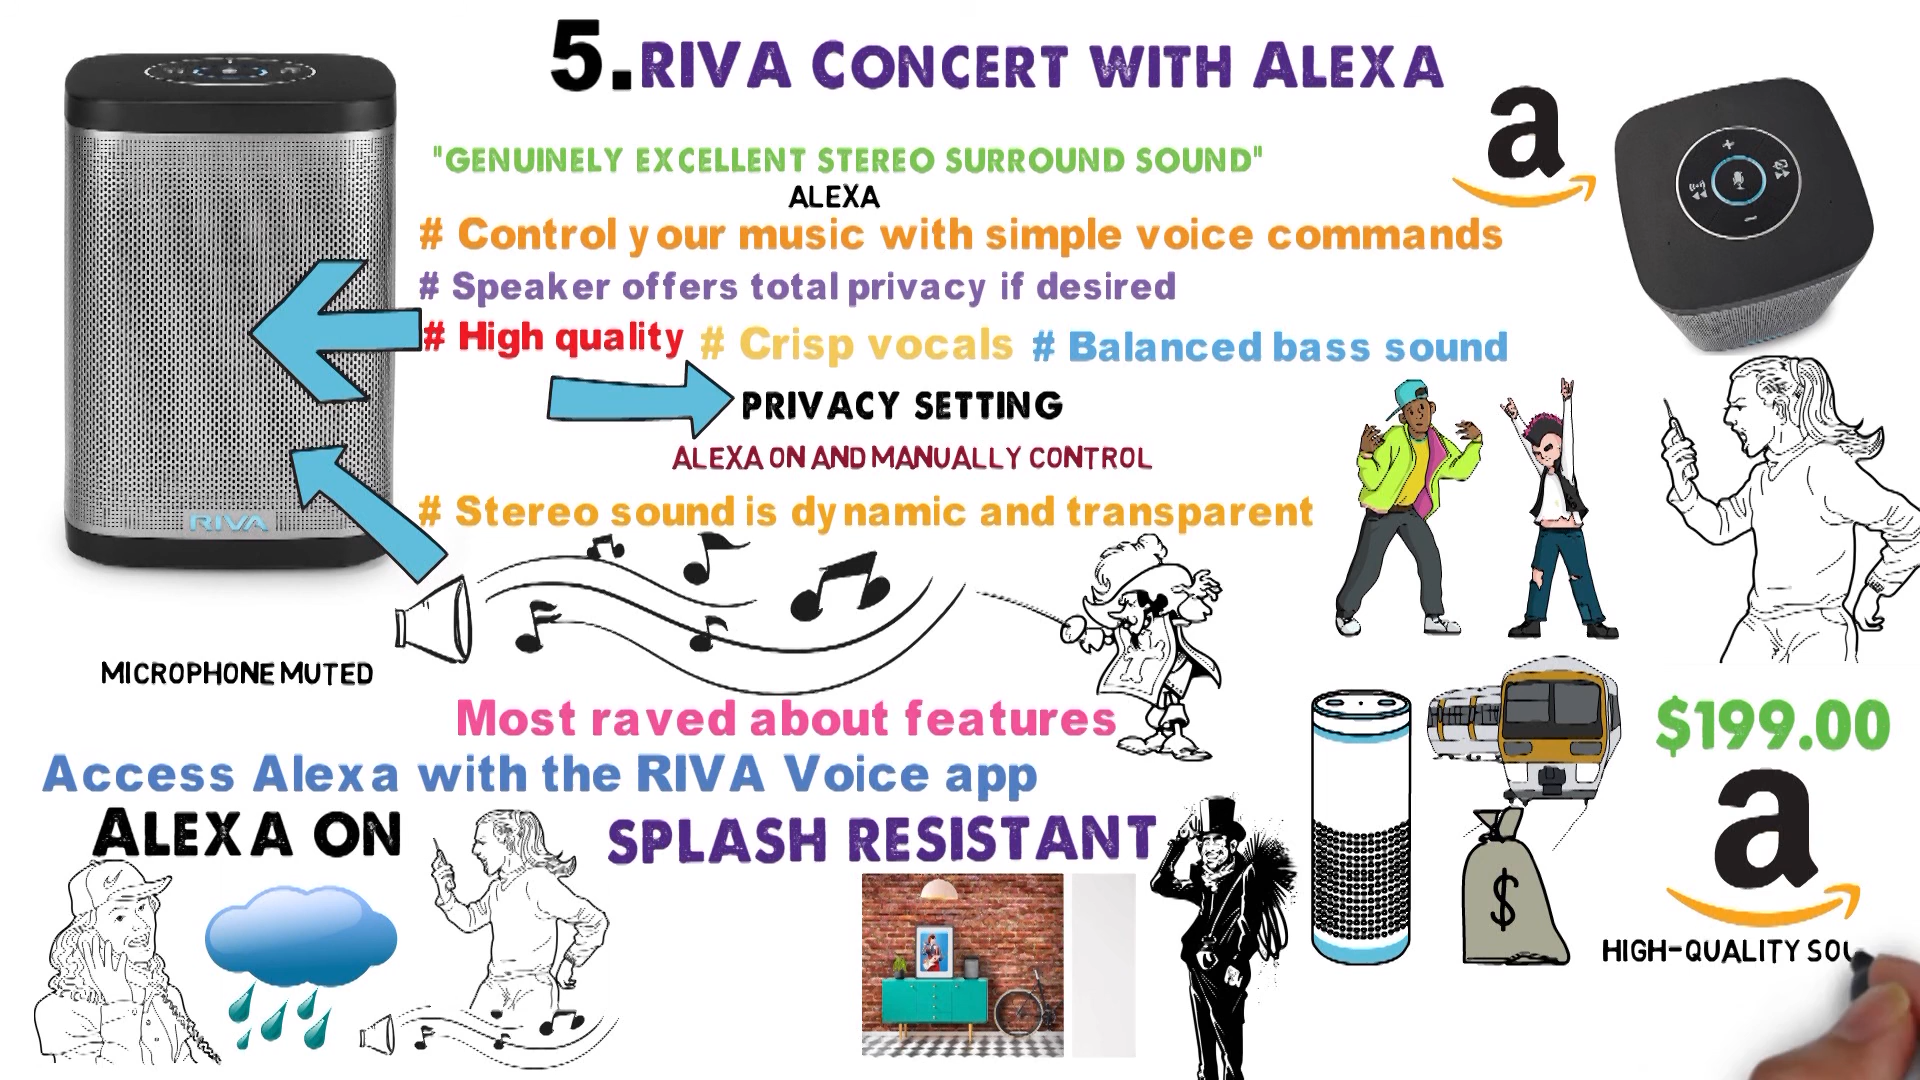 5. RIVA CONCERT WITH ALEXA
"GENUINELY EXCELLENT STEREO SURROUND SOUND"
ALEXA
# Control your music with simple voice commands
# Speaker offers total privacy if desired
# High quality # Crisp vocals # Balanced bass sound
PRIVACY SETTING
ALEXA ON AND MANUALLY CONTROL
# Stereo sound is dynamic and transparent
RIVA
MICROPHONE MUTED
Most raved about features
$199.00
Access Alexa with the RIVA Voice app
ALEXA ON
SPLASH RESISTANT
a
a
$
HIGH-QUALITY SOU